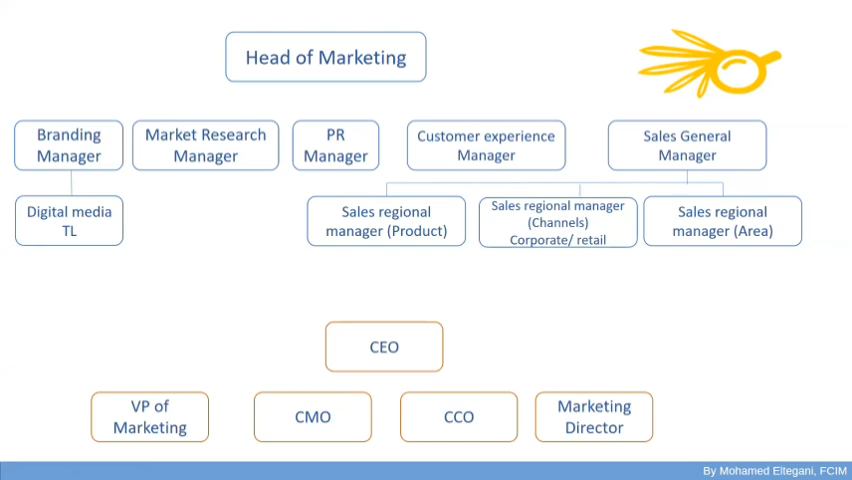 Head of Marketing
Branding
Manager
Market Research
Manager
PR
Manager
Customer experience
Manager
Sales General
Manager
Digital media
TL
Sales regional
manager (Product)
Sales regional manager
(Channels)
Corporate/ retail
Sales regional
manager (Area)
CEO
VP of
Marketing
CMO
CCO
Marketing
Director
By Mohamed Eltegani, FCIM